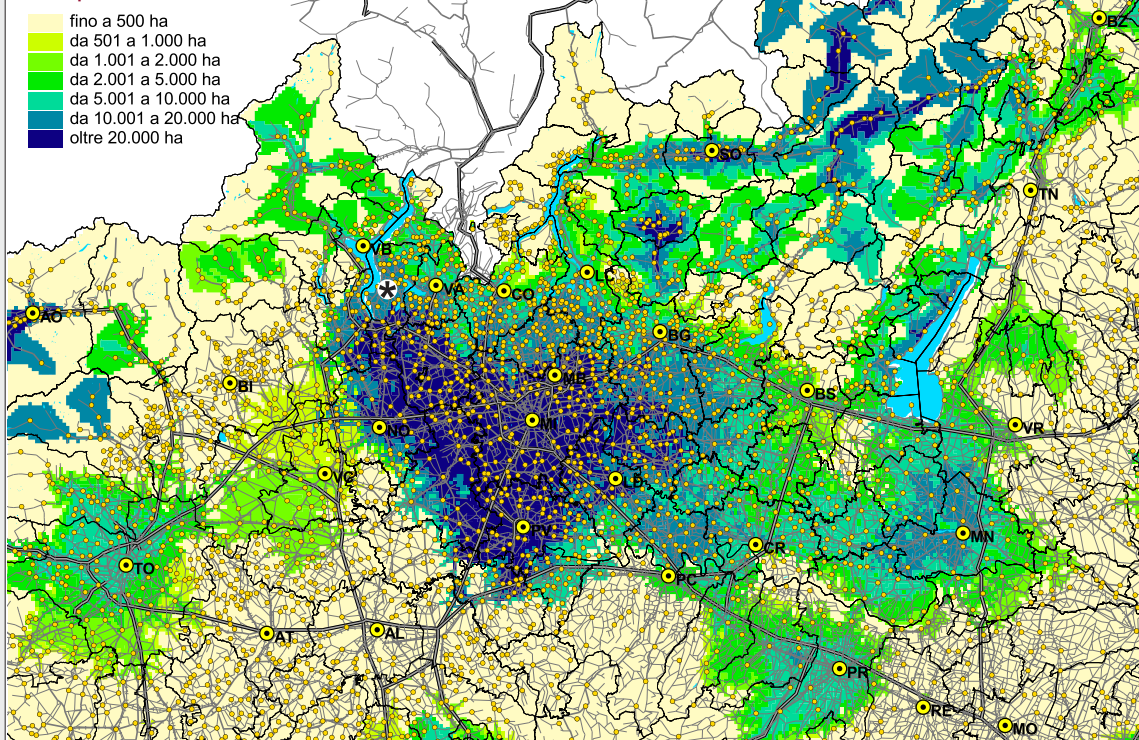 fino a 500 ha
da 501 a 1.000 ha
da 1.001 a 2.000 ha
da 2.001 a 5.000 ha
da 5.001 a 10.000 ha
da 10.001 a 20.000 ha
oltre 20.000 ha
BZ
SO
TN
VB
LC
VA
CO
*
AO
BG
MB
BI
BS
MI
NO
VR
VC
LO
PV
MN
CR
TO
PC
AT
AL
PR
RE
MO